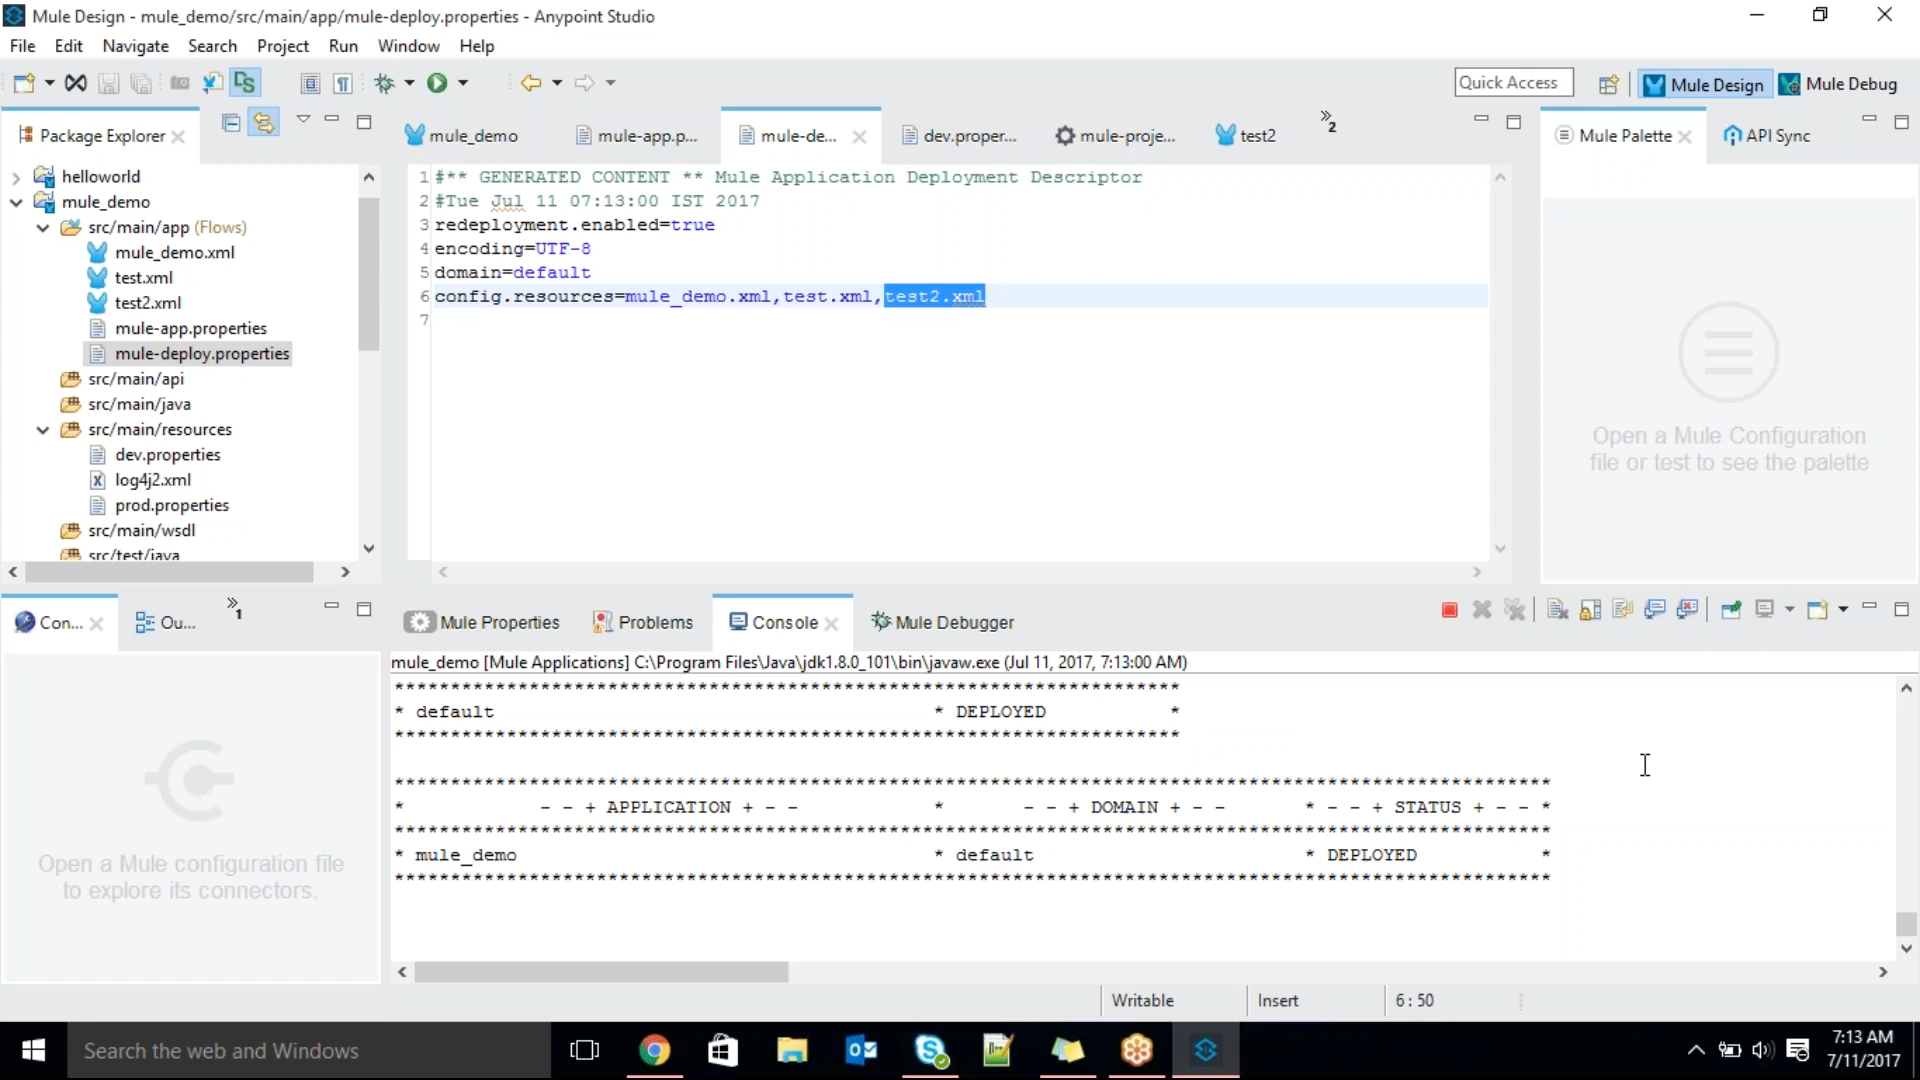 Mule Design - mule_demo/src/main/app/mule-deploy.properties - Anypoint Studio
File Edit Navigate Search Project Run Window Help
Quick Access
Mule Design
Mule Debug
Package Explorer
mule_demo
mule-app.p...
mule-de...
dev.proper...
mule-proje...
test2
»2
Mule Palette
API Sync
helloworld
mule_demo
src/main/app (Flows)
mule_demo.xml
test.xml
test2.xml
mule-app.properties
mule-deploy.properties
src/main/api
src/main/java
src/main/resources
dev.properties
log4j2.xml
prod.properties
src/main/wsdl
src/test/java
1 #** GENERATED CONTENT ** Mule Application Deployment Descriptor
2 #Tue Jul 11 07:13:00 IST 2017
3 redeployment.enabled=true
4 encoding=UTF-8
5 domain=default
6 config.resources=mule_demo.xml,test.xml,test2.xml
7
Open a Mule Configuration
file or test to see the palette
Con...
Ou...
»1
Open a Mule configuration file
to explore its connectors.
Mule Properties
Problems
Console
Mule Debugger
mule_demo [Mule Applications] C:\Program Files\Java\jdk1.8.0_101\bin\javaw.exe (Jul 11, 2017, 7:13:00 AM)
* default * DEPLOYED *
* - - + APPLICATION + - - * - - + DOMAIN + - - * - - + STATUS + - - *
* mule_demo * default * DEPLOYED *
Writable
Insert
6 : 50
Search the web and Windows
7:13 AM
7/11/2017